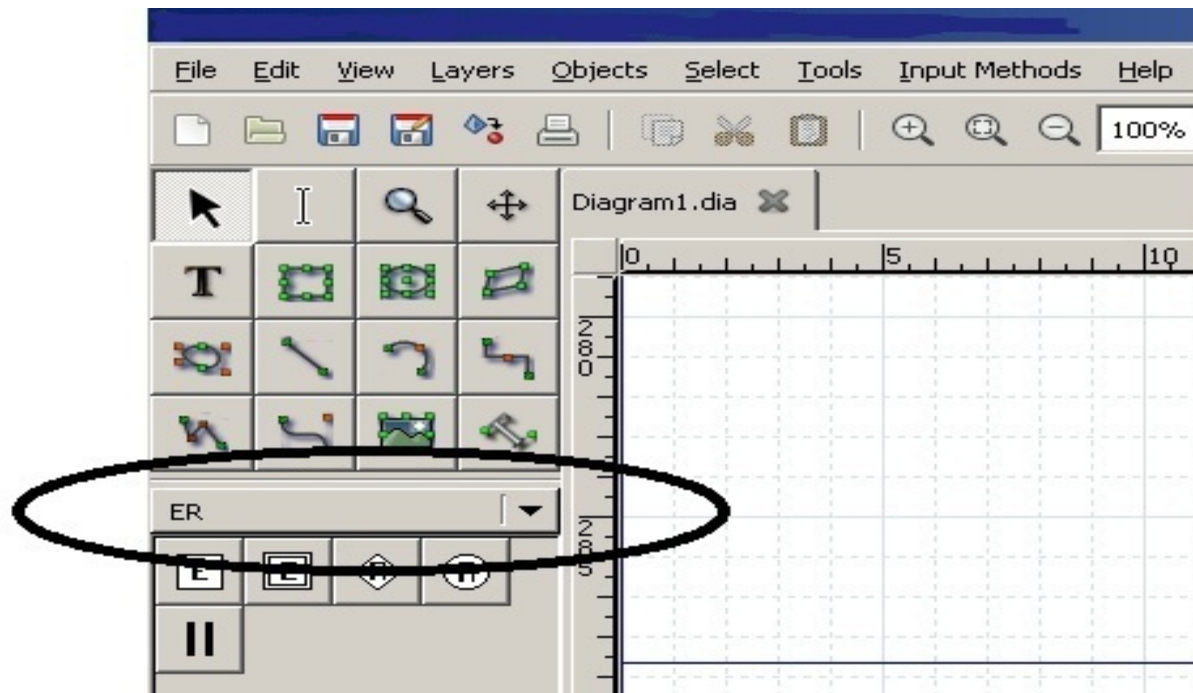 File Edit View Layers Objects Select Tools Input Methods Help
100%
Diagram1.dia
0 5 10
T
280
ER
285
E E R